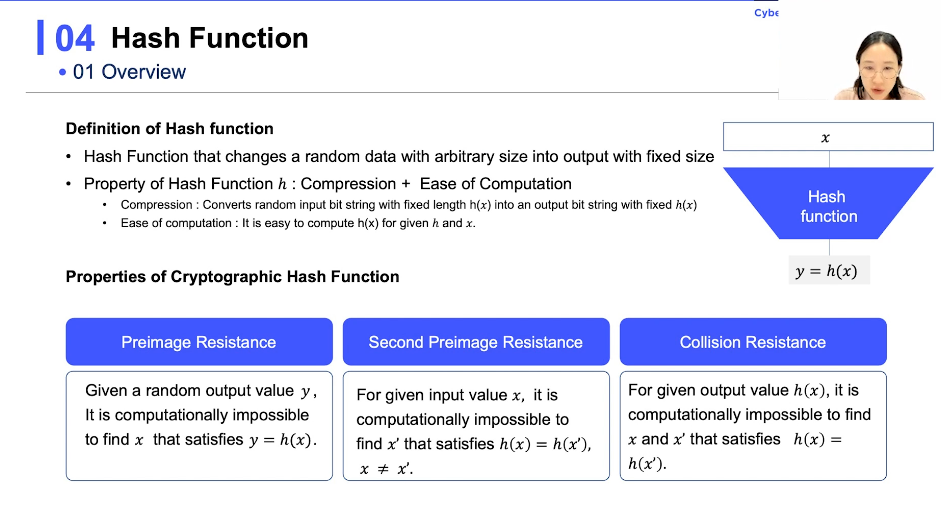 Cybe
04 Hash Function
• 01 Overview
Definition of Hash function
• Hash Function that changes a random data with arbitrary size into output with fixed size
• Property of Hash Function h : Compression + Ease of Computation
• Compression : Converts random input bit string with fixed length h(x) into an output bit string with fixed h(x)
• Ease of computation : It is easy to compute h(x) for given h and x.
x
Hash
function
y = h(x)
Properties of Cryptographic Hash Function
Preimage Resistance
Given a random output value y,
It is computationally impossible
to find x that satisfies y = h(x).
Second Preimage Resistance
For given input value x, it is
computationally impossible to
find x′ that satisfies h(x) = h(x′),
x ≠ x′.
Collision Resistance
For given output value h(x), it is
computationally impossible to find
x and x′ that satisfies h(x) =
h(x′).